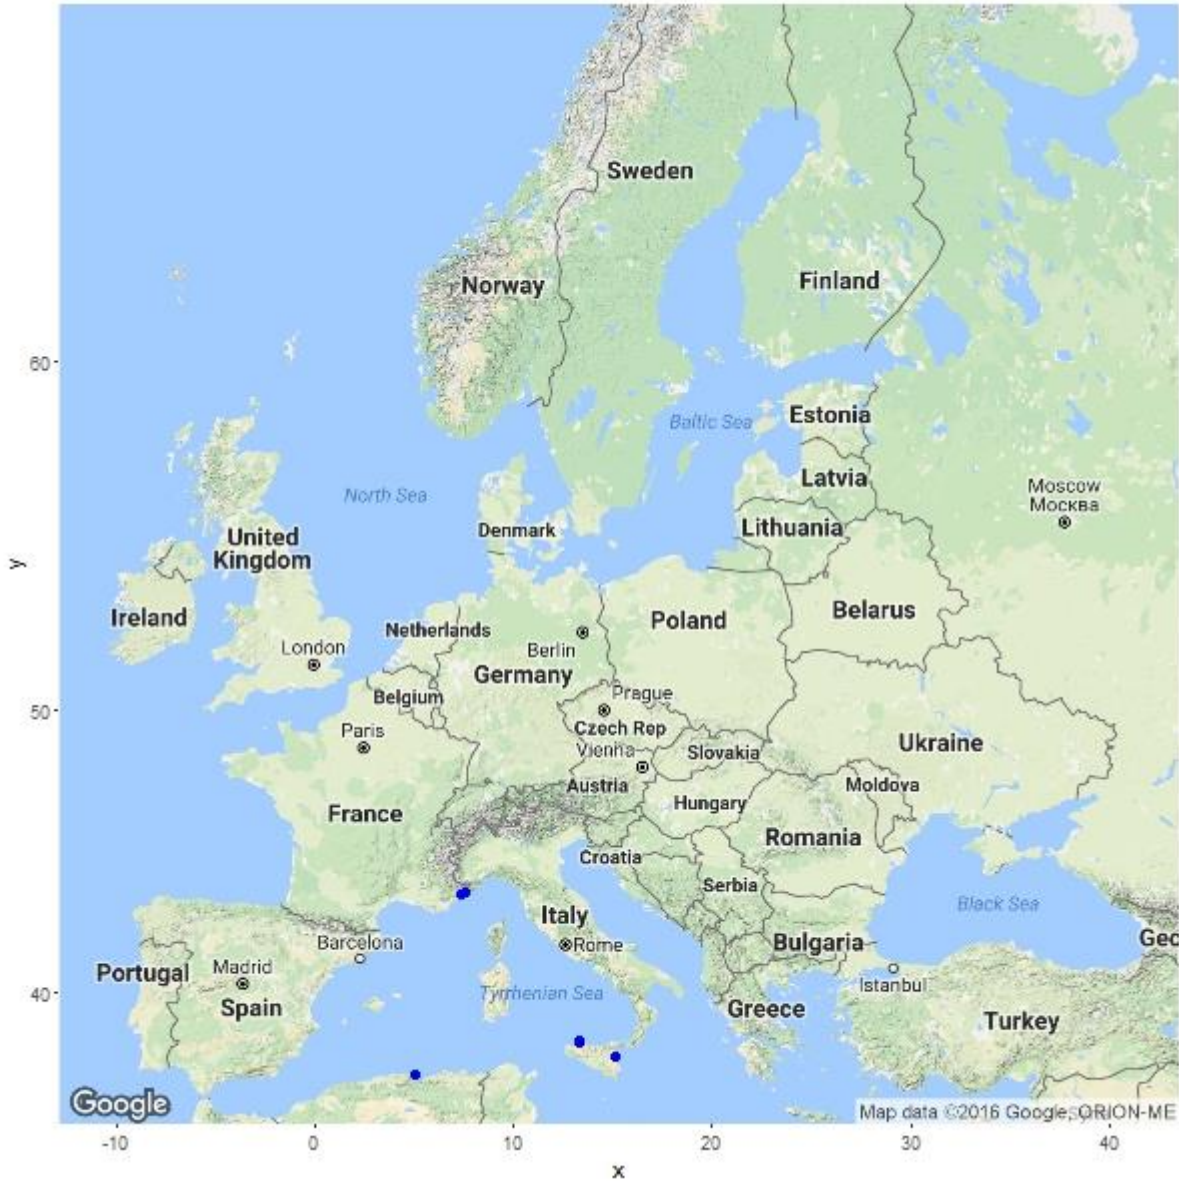 Sweden
Norway
Finland
60
Estonia
Baltic Sea
Latvia
North Sea
Moscow
Москва
Denmark
Lithuania
United
Kingdom
y
Ireland
Belarus
Netherlands
Poland
London
Berlin
Germany
Belgium
Prague
50
Paris
Czech Rep
Vienna
Slovakia
Ukraine
Austria
Moldova
Hungary
France
Romania
Croatia
Serbia
Black Sea
Italy
Barcelona
Rome
Bulgaria
Geo
Portugal
Madrid
Istanbul
40
Tyrrhenian Sea
Spain
Greece
Turkey
Google
Map data ©2016 Google, ORION-ME
-10 0 10 20 30 40
x